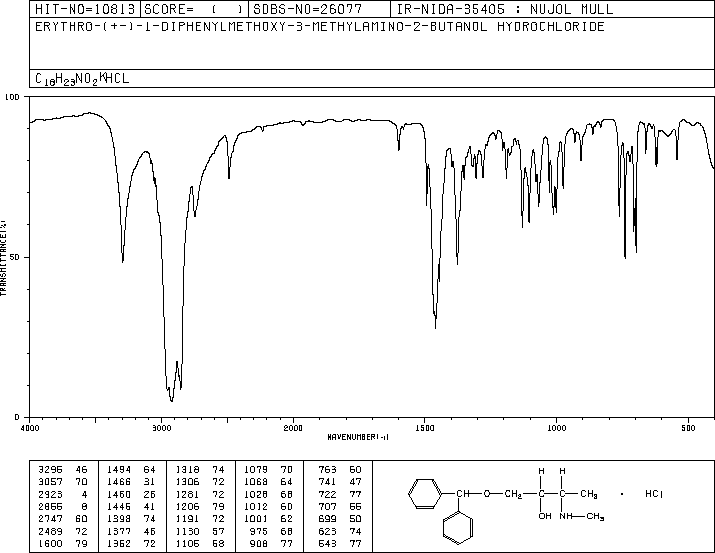 HIT-NO=10813 SCORE= ( ) SDBS-NO=26077 IR-NIDA-35405 : NUJOL MULL
ERYTHRO-(+-)-1-DIPHENYLMETHOXY-3-METHYLAMINO-2-BUTANOL HYDROCHLORIDE
C18H23NO2*HCL
100
50
0
TRANSMITTANCE(%)
4000 3000 2000 1500 1000 500
WAVENUMBER(-1)
3295 46 1494 64 1318 74 1079 70 763 60
3057 70 1466 31 1306 72 1068 64 741 47
2923 4 1460 26 1281 72 1028 68 722 77
2855 8 1445 41 1206 79 1012 60 707 55
2747 60 1398 74 1191 72 1001 62 699 50
2489 72 1377 46 1130 57 975 68 623 74
1600 79 1362 72 1105 58 908 77 543 77
H H
CH—O—CH2—C—C—CH3 · HCl
OH NH—CH3